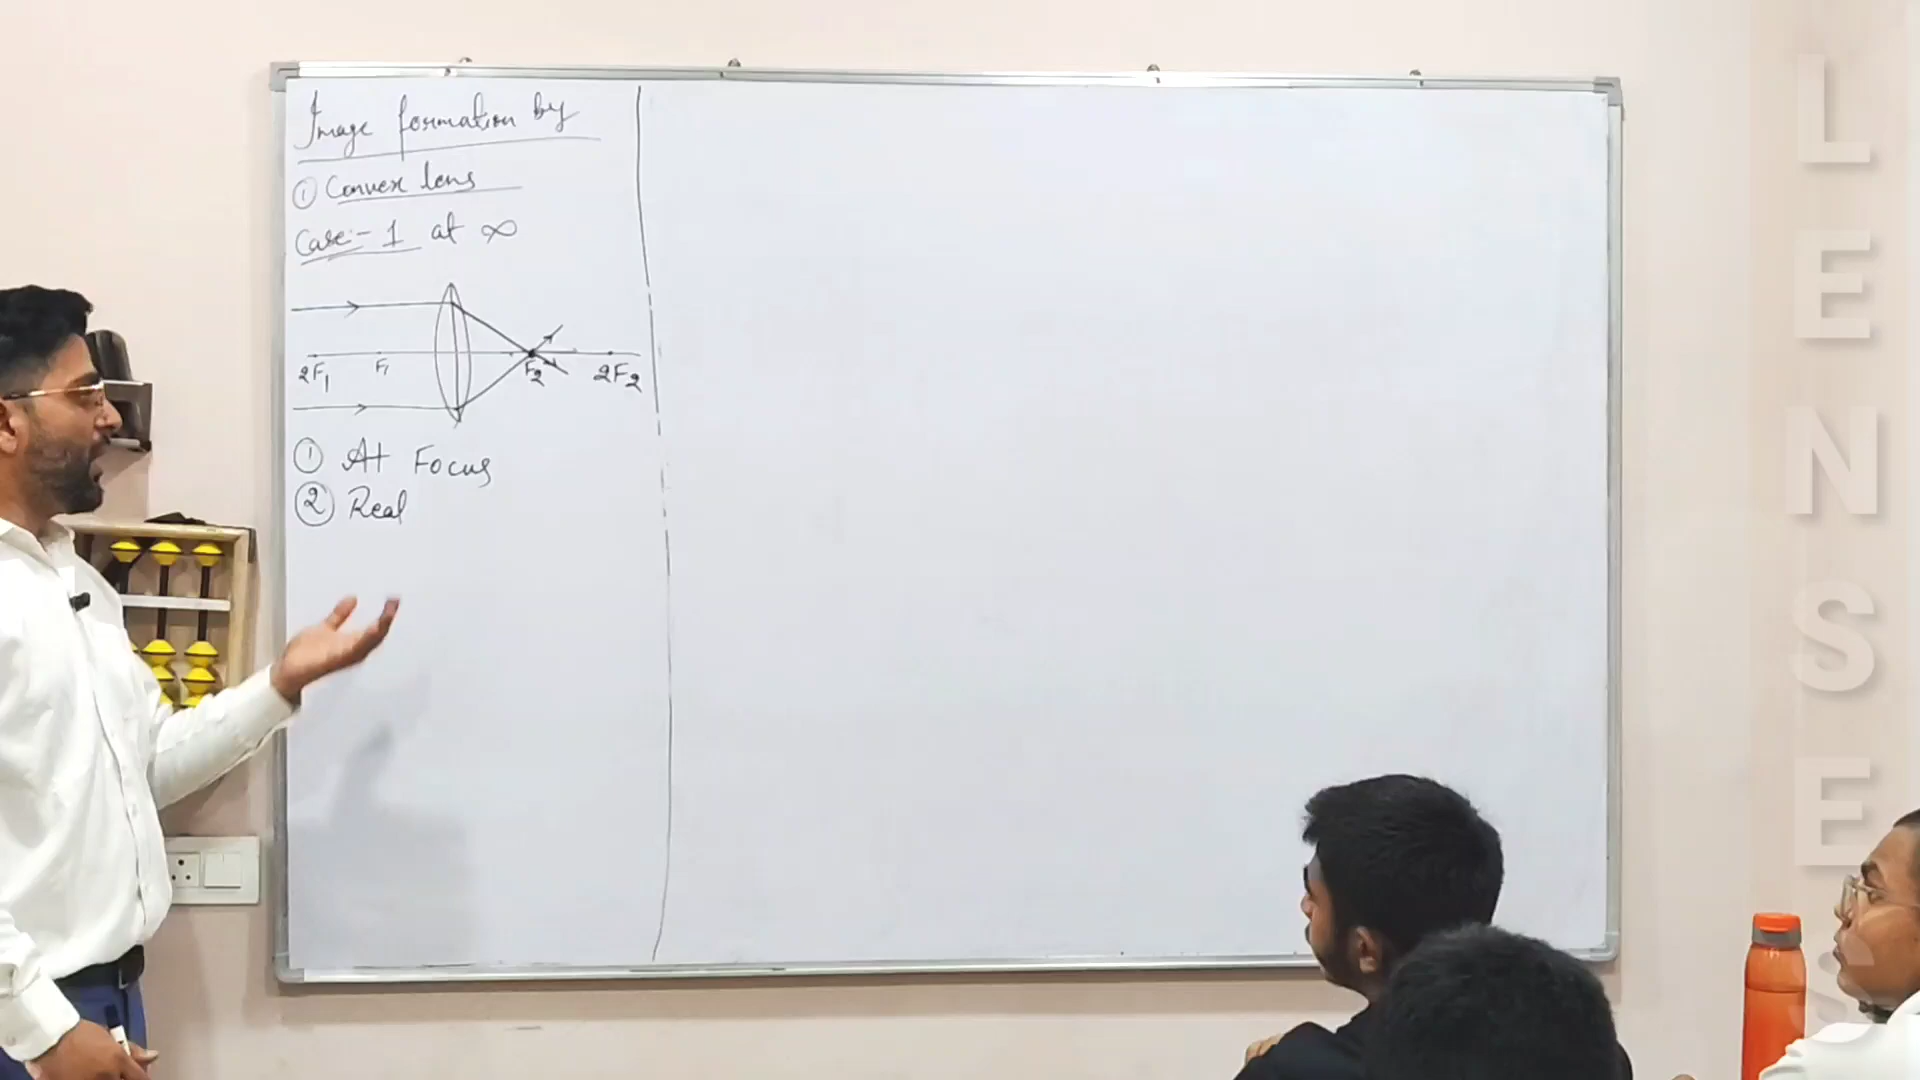 Image formation by
① Convex lens
Case:- 1 at ∞
2F₁ F₁ F₂ 2F₂
① At Focus
② Real
LENSES